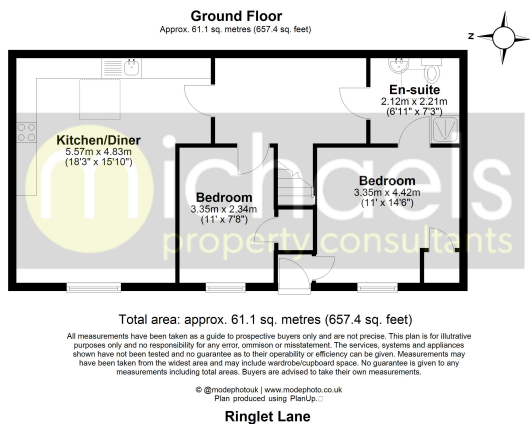 Ground Floor
Approx. 61.1 sq. metres (657.4 sq. feet)
Z
En-suite
2.12m x 2.21m
(6'11" x 7'3")
Kitchen/Diner
5.57m x 4.83m
(18'3" x 15'10")
Bedroom
3.35m x 2.34m
(11' x 7'8")
Bedroom
3.35m x 4.42m
(11' x 14'6")
michaels
property consultants
Total area: approx. 61.1 sq. metres (657.4 sq. feet)
All measurements have been taken as a guide to prospective buyers only and are not precise. This plan is for illutrative
purposes only and no responsibility for any error, ommison or misstatement. The services, systems and appliances
shown have not been tested and no guarantee as to their operability or efficiency can be given. Measurements may
have been taken from the widest area and may include wardrobe/cupboard space. No guarantee is given to any
measurements including total areas. Buyers are advised to take their own measurements.
© @modephotouk | www.modephoto.co.uk
Plan produced using PlanUp.
Ringlet Lane